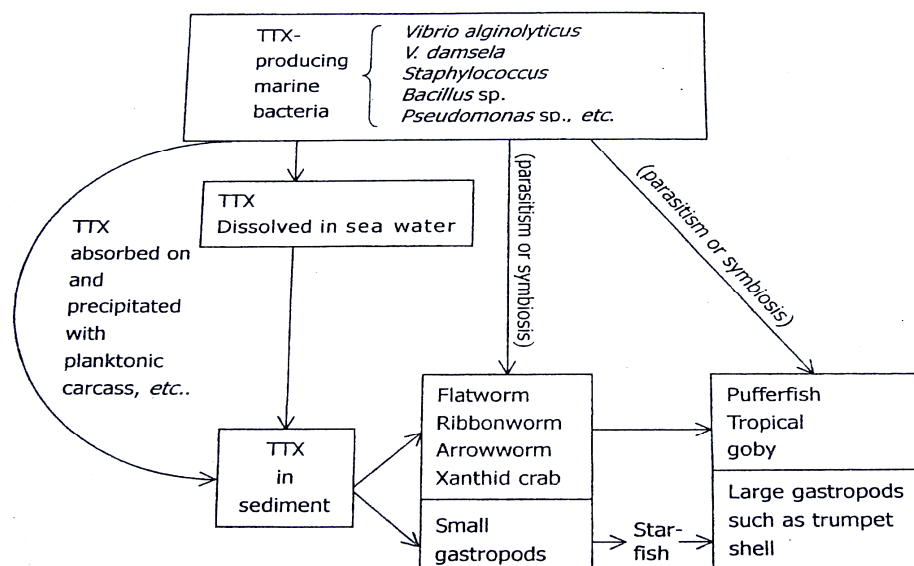 TTX-
producing
marine
bacteria
Vibrio alginolyticus
V. damsela
Staphylococcus
Bacillus sp.
Pseudomonas sp., etc.
TTX
Dissolved in sea water
TTX
absorbed on
and
precipitated
with
planktonic
carcass, etc..
(parasitism or symbiosis)
(parasitism or symbiosis)
TTX
in
sediment
Flatworm
Ribbonworm
Arrowworm
Xanthid crab
Small
gastropods
Star-
fish
Pufferfish
Tropical
goby
Large gastropods
such as trumpet
shell